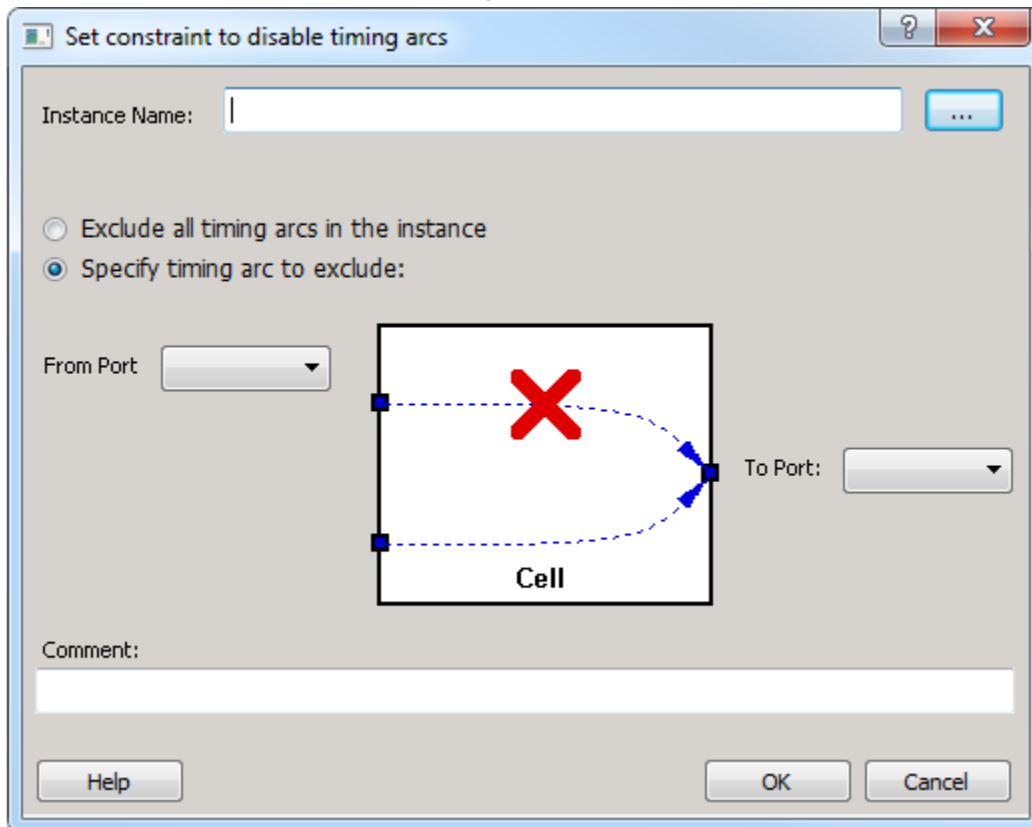 Set constraint to disable timing arcs
?
Instance Name:
...
Exclude all timing arcs in the instance
Specify timing arc to exclude:
From Port
To Port:
Cell
Comment:
Help
OK
Cancel